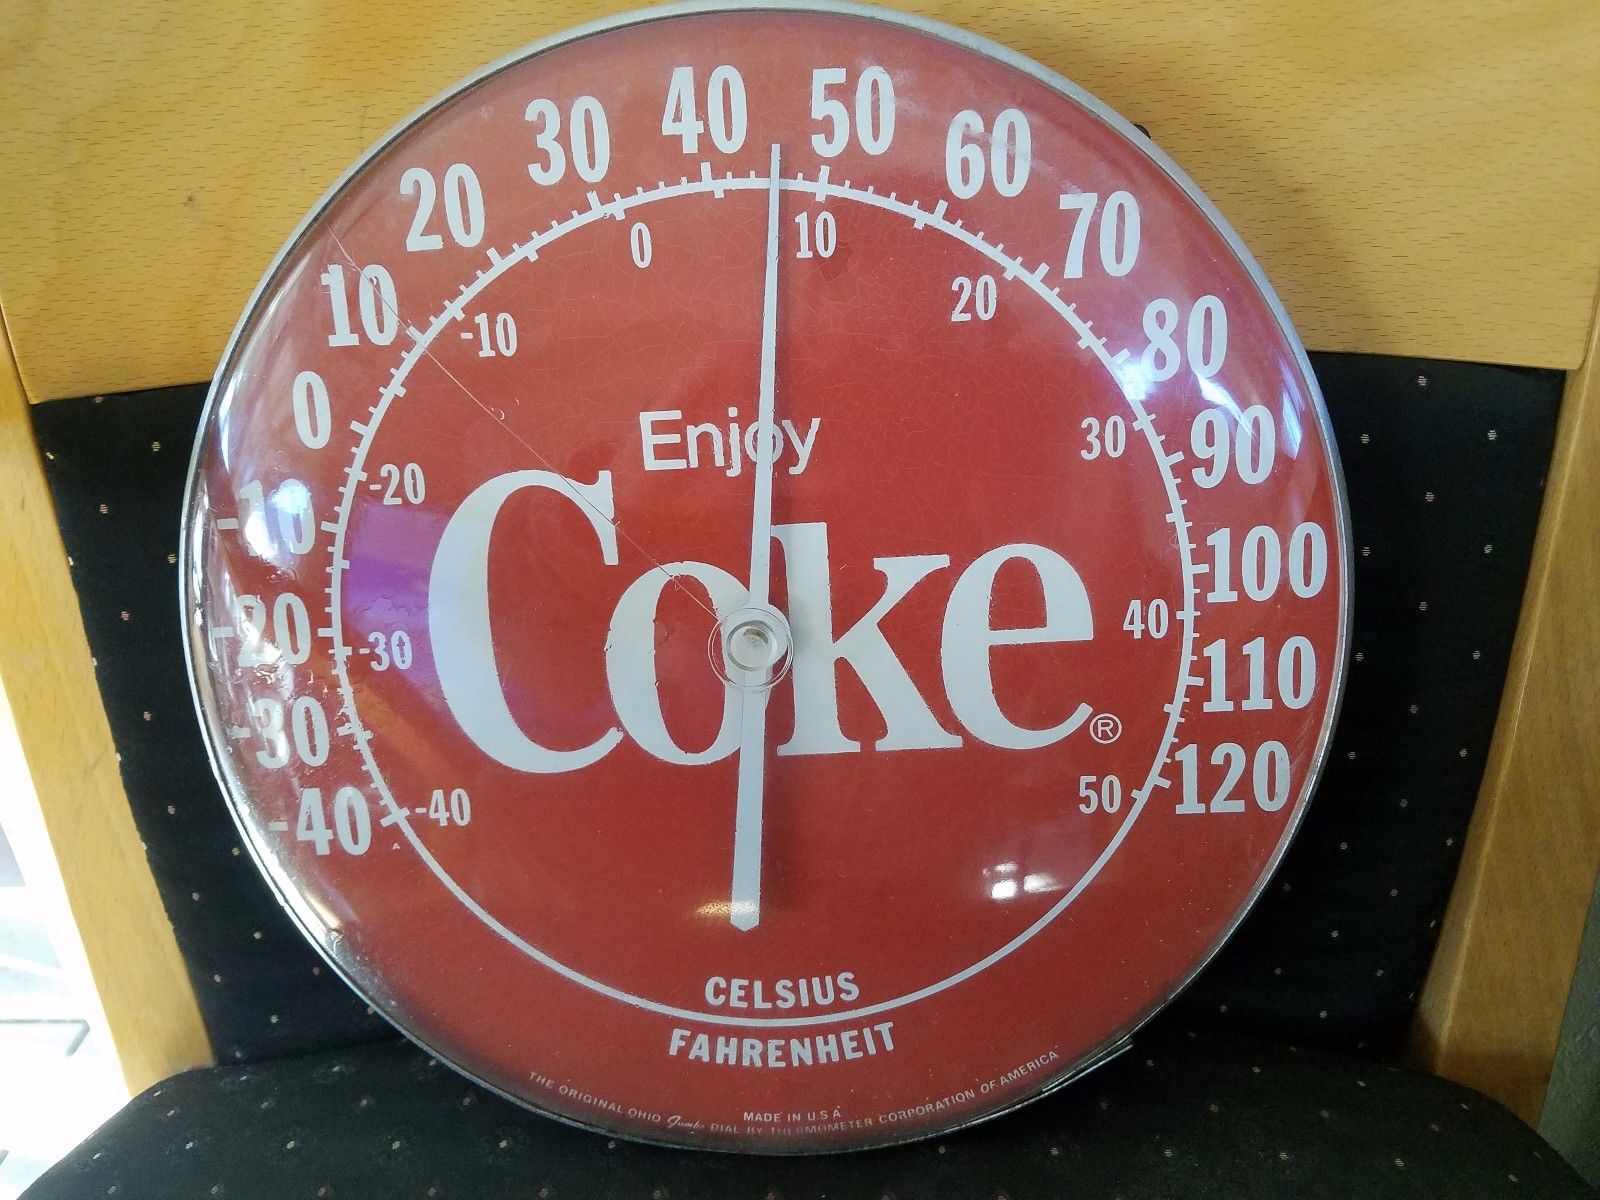 -40 -30 -20 -10 0 10 20 30 40 50 60 70 80 90 100 110 120
-40 -30 -20 -10 0 10 20 30 40 50
Enjoy
Coke®
CELSIUS
FAHRENHEIT
MADE IN U.S.A
THE ORIGINAL OHIO Jumbo DIAL BY THERMOMETER CORPORATION OF AMERICA